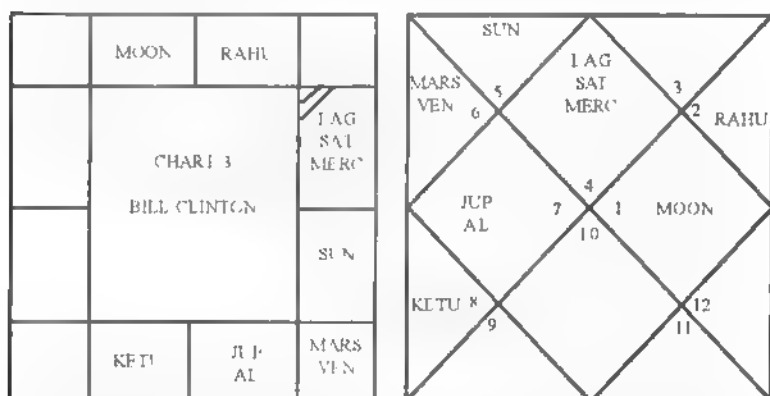 MOON RAHU
LAG
SAT
MERC
CHART 3
BILL CLINTON
SUN
KETU JUP MARS
AL VEN
SUN
LAG
SAT
MERC
MARS
VEN
5
6
3
2
RAHU
4
JUP
AL
7
1
MOON
10
KETU 8
9
12
11